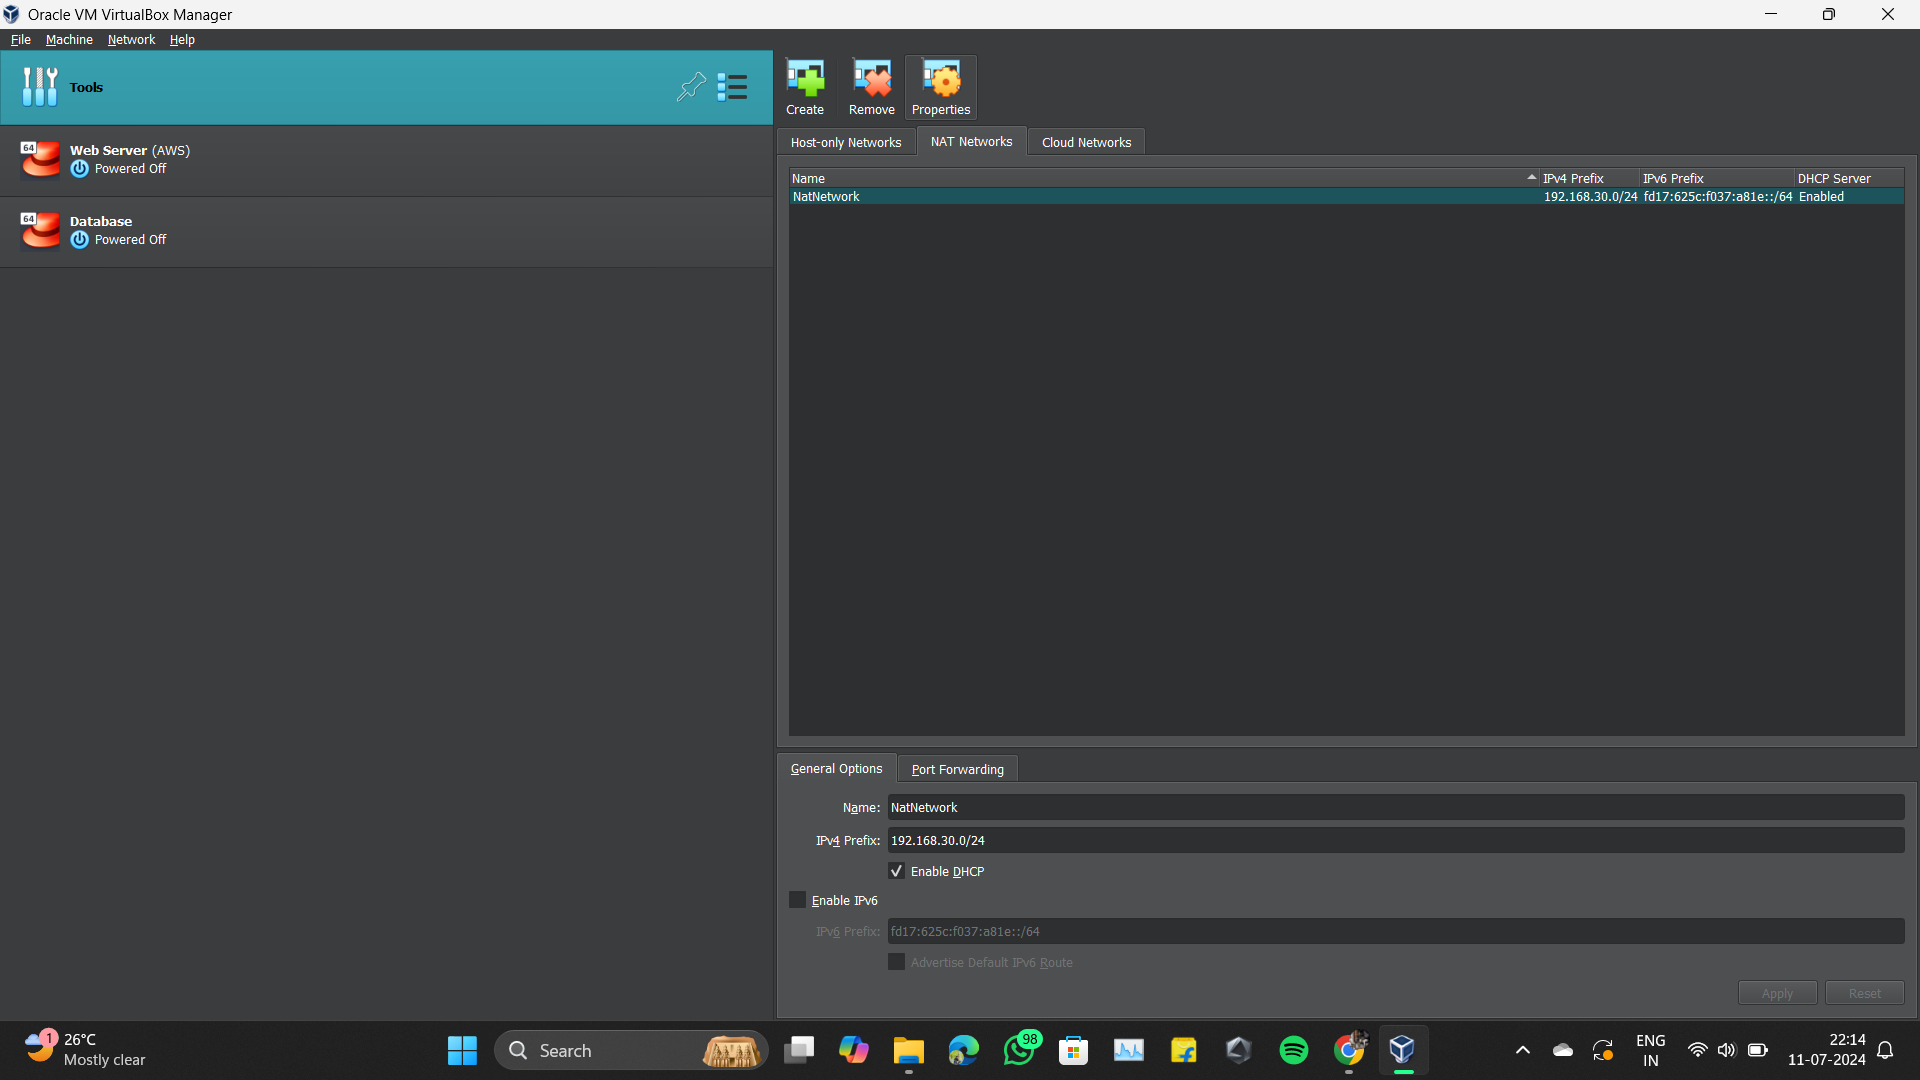 Oracle VM VirtualBox Manager
File Machine Network Help
Tools
64
Web Server (AWS)
Powered Off
64
Database
Powered Off
Create Remove Properties
Host-only Networks NAT Networks Cloud Networks
Name IPv4 Prefix IPv6 Prefix DHCP Server
NatNetwork 192.168.30.0/24 fd17:625c:f037:a81e::/64 Enabled
General Options Port Forwarding
Name: NatNetwork
IPv4 Prefix: 192.168.30.0/24
Enable DHCP
Enable IPv6
IPv6 Prefix: fd17:625c:f037:a81e::/64
Advertise Default IPv6 Route
Apply Reset
1
26°C
Mostly clear
Search
98
ENG
IN
22:14
11-07-2024